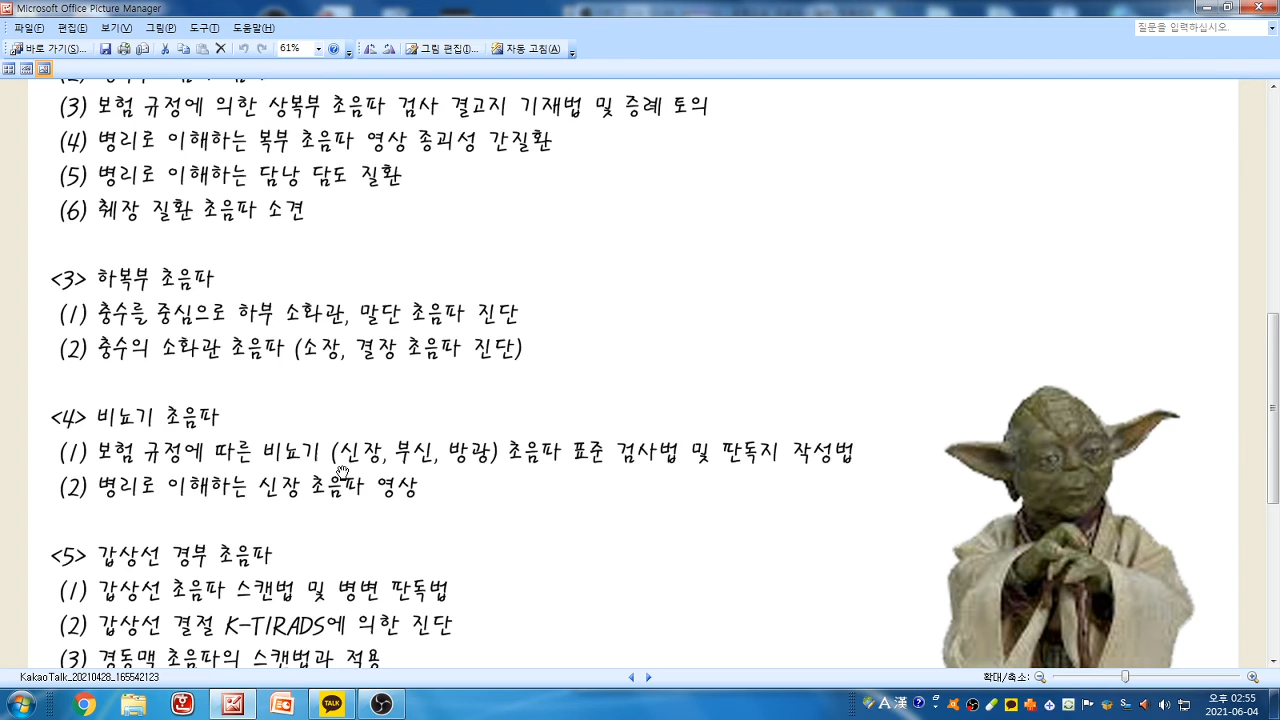 Microsoft Office Picture Manager
파일(F) 편집(E) 보기(V) 그림(P) 도구(T) 도움말(H)
질문을 입력하십시오.
바로 가기(S)... 61% 그림 편집(I)... 자동 고침(A)
(3) 보험 규정에 의한 상복부 초음파 검사 결고지 기재법 및 증례 토의
(4) 병리로 이해하는 복부 초음파 영상 종괴성 간질환
(5) 병리로 이해하는 담낭 담도 질환
(6) 췌장 질환 초음파 소견
<3> 하복부 초음파
(1) 충수를 중심으로 하부 소화관, 말단 초음파 진단
(2) 충수의 소화관 초음파 (소장, 결장 초음파 진단)
<4> 비뇨기 초음파
(1) 보험 규정에 따른 비뇨기 (신장, 부신, 방광) 초음파 표준 검사법 및 판독지 작성법
(2) 병리로 이해하는 신장 초음파 영상
<5> 갑상선 경부 초음파
(1) 갑상선 초음파 스캔법 및 병변 판독법
(2) 갑상선 결절 K-TIRADS에 의한 진단
(3) 경동맥 초음파의 스캔법과 적용
KakaoTalk_20210428_165542123
확대/축소:
TALK
A 漢
오후 02:55
2021-06-04